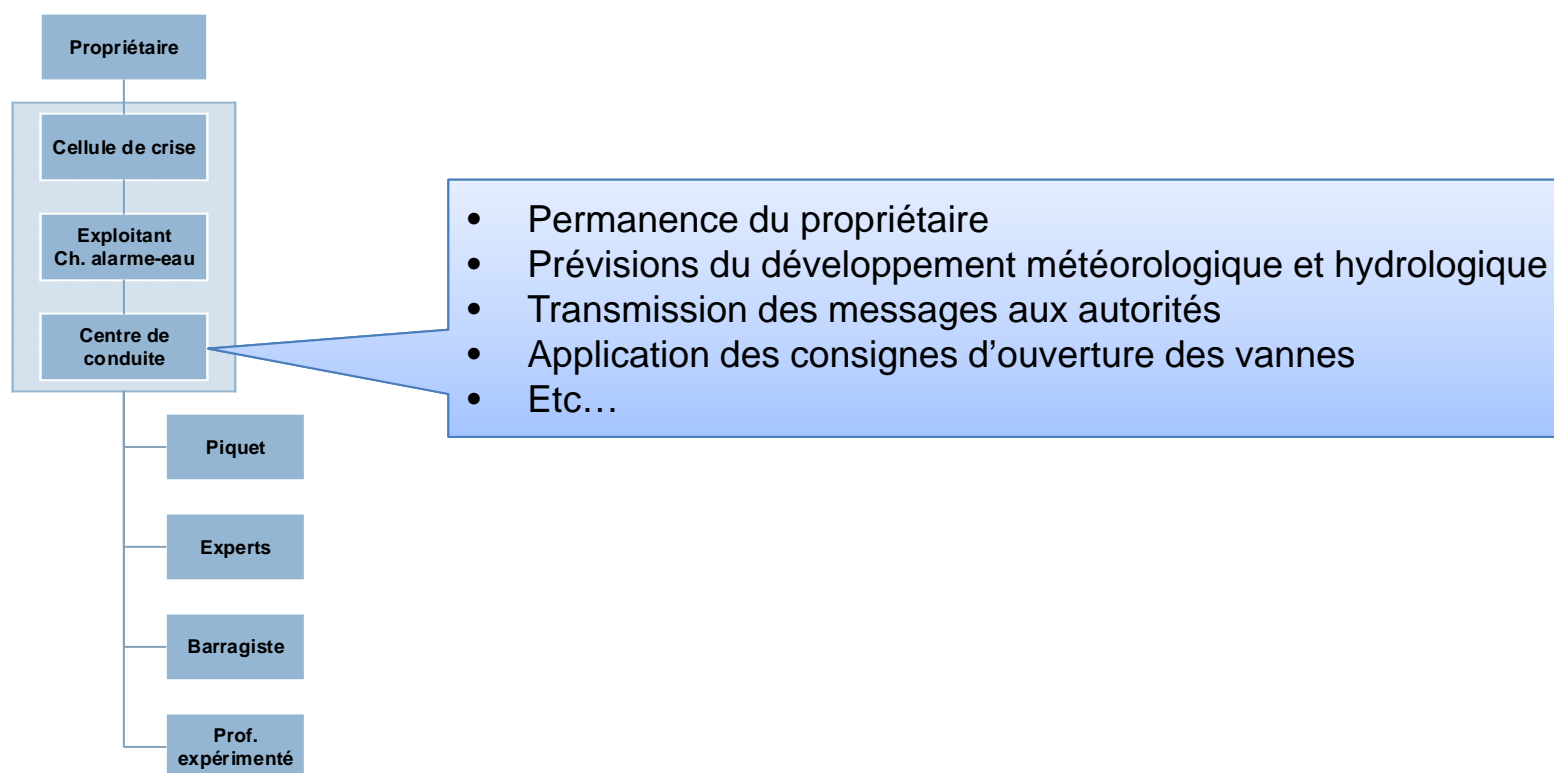 Propriétaire
Cellule de crise
Exploitant
Ch. alarme-eau
Centre de
conduite
• Permanence du propriétaire
• Prévisions du développement météorologique et hydrologique
• Transmission des messages aux autorités
• Application des consignes d’ouverture des vannes
• Etc…
Piquet
Experts
Barragiste
Prof.
expérimenté